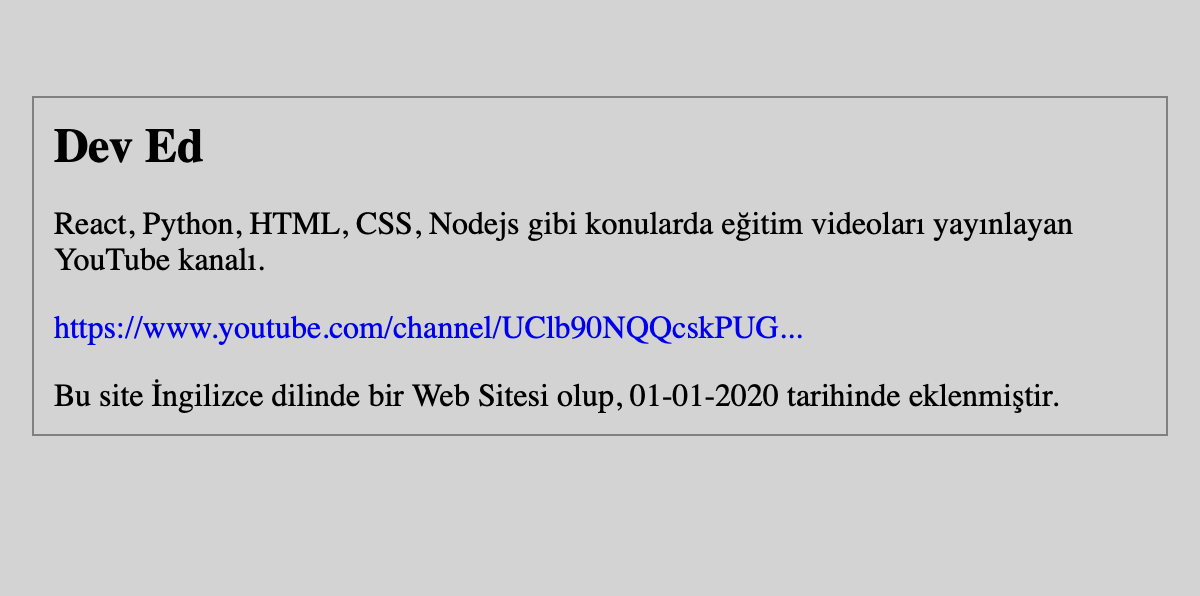 Dev Ed
React, Python, HTML, CSS, Nodejs gibi konularda eğitim videoları yayınlayan
YouTube kanalı.
https://www.youtube.com/channel/UClb90NQQcskPUG...
Bu site İngilizce dilinde bir Web Sitesi olup, 01-01-2020 tarihinde eklenmiştir.